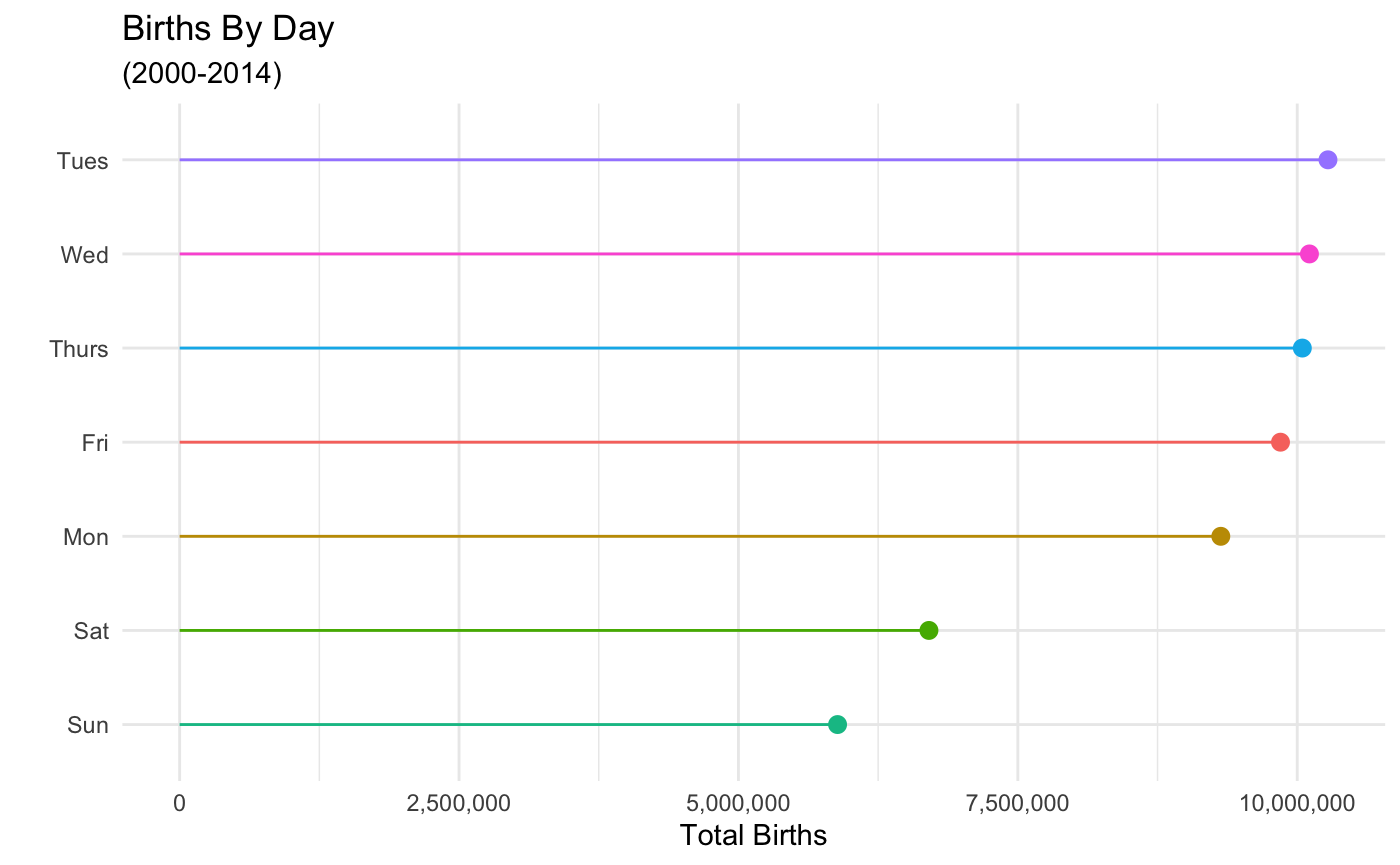 Births By Day
(2000-2014)
Tues
Wed
Thurs
Fri
Mon
Sat
Sun
0
2,500,000
5,000,000
7,500,000
10,000,000
Total Births